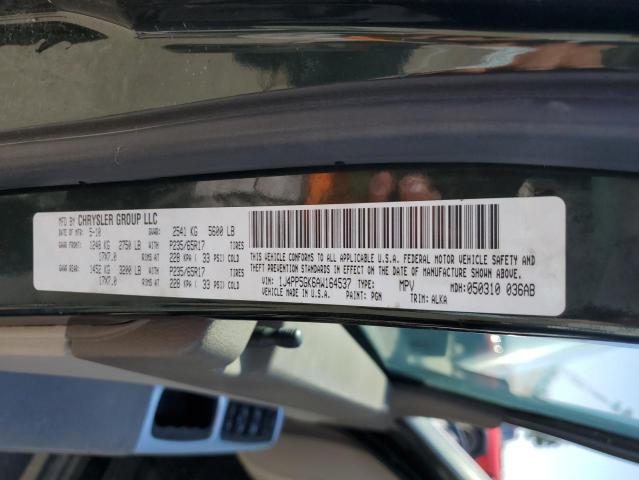 MFD BY CHRYSLER GROUP LLC
DATE OF MFR: 5-10 GVWR: 2541 KG 5600 LB
GAWR FRONT: 1248 KG 2750 LB WITH P235/65R17 TIRES
17X7.0 RIMS AT 228 KPA ( 33 PSI) COLD
GAWR REAR: 1452 KG 3200 LB WITH P235/65R17 TIRES
17X7.0 RIMS AT 228 KPA ( 33 PSI) COLD
THIS VEHICLE CONFORMS TO ALL APPLICABLE U.S.A. FEDERAL MOTOR VEHICLE SAFETY AND
THEFT PREVENTION STANDARDS IN EFFECT ON THE DATE OF MANUFACTURE SHOWN ABOVE.
VIN: 1J4PP5GK6AW164537 TYPE: MPV MDH: 050310 036AB
VEHICLE MADE IN U.S.A. PAINT: PGN TRIM: ALKA